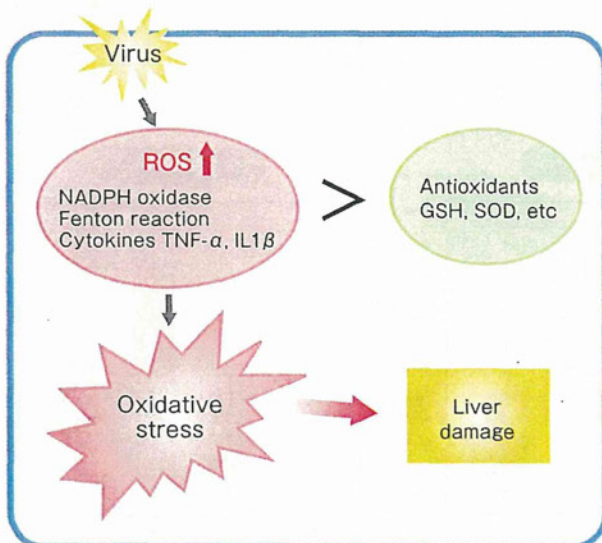 Virus
ROS
NADPH oxidase
Fenton reaction
Cytokines TNF-α, IL1β
>
Antioxidants
GSH, SOD, etc
Oxidative
stress
Liver
damage